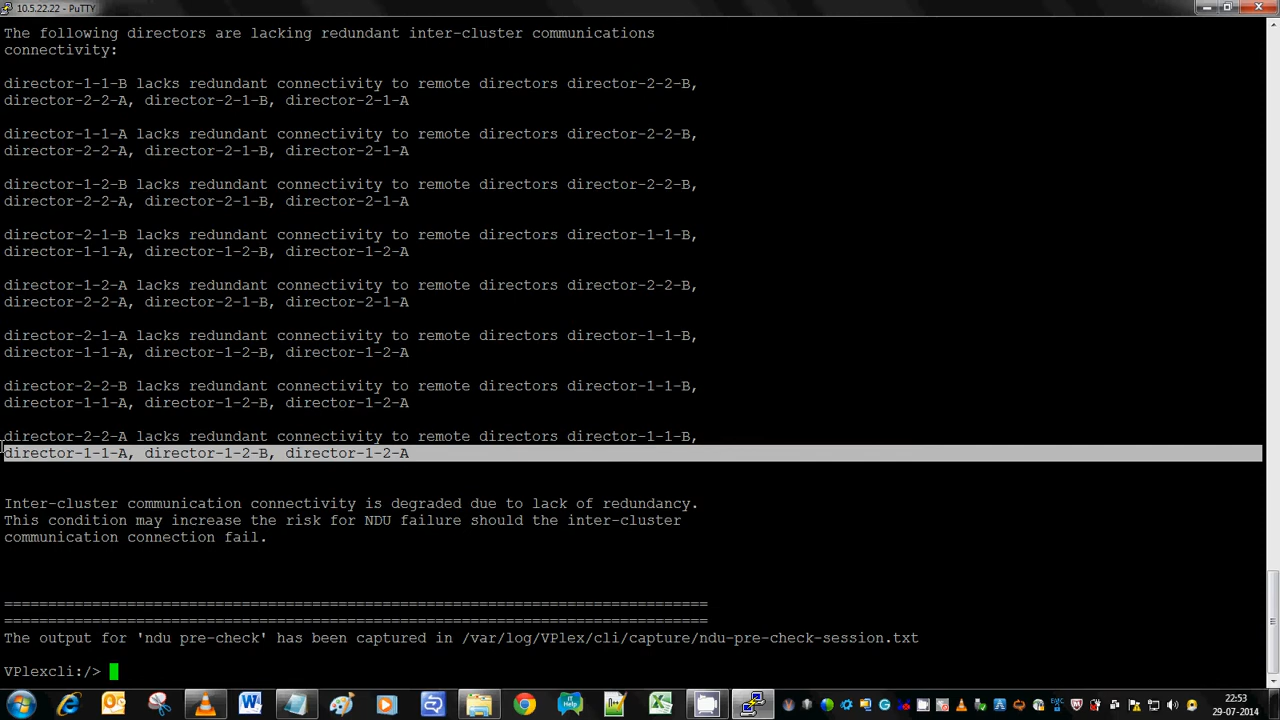 10.5.22.22 - PuTTY
The following directors are lacking redundant inter-cluster communications
connectivity:
director-1-1-B lacks redundant connectivity to remote directors director-2-2-B,
director-2-2-A, director-2-1-B, director-2-1-A
director-1-1-A lacks redundant connectivity to remote directors director-2-2-B,
director-2-2-A, director-2-1-B, director-2-1-A
director-1-2-B lacks redundant connectivity to remote directors director-2-2-B,
director-2-2-A, director-2-1-B, director-2-1-A
director-2-1-B lacks redundant connectivity to remote directors director-1-1-B,
director-1-1-A, director-1-2-B, director-1-2-A
director-1-2-A lacks redundant connectivity to remote directors director-2-2-B,
director-2-2-A, director-2-1-B, director-2-1-A
director-2-1-A lacks redundant connectivity to remote directors director-1-1-B,
director-1-1-A, director-1-2-B, director-1-2-A
director-2-2-B lacks redundant connectivity to remote directors director-1-1-B,
director-1-1-A, director-1-2-B, director-1-2-A
director-2-2-A lacks redundant connectivity to remote directors director-1-1-B,
director-1-1-A, director-1-2-B, director-1-2-A
Inter-cluster communication connectivity is degraded due to lack of redundancy.
This condition may increase the risk for NDU failure should the inter-cluster
communication connection fail.
================================================================================
================================================================================
The output for 'ndu pre-check' has been captured in /var/log/VPlex/cli/capture/ndu-pre-check-session.txt
VPlexcli:/>
22:53
29-07-2014